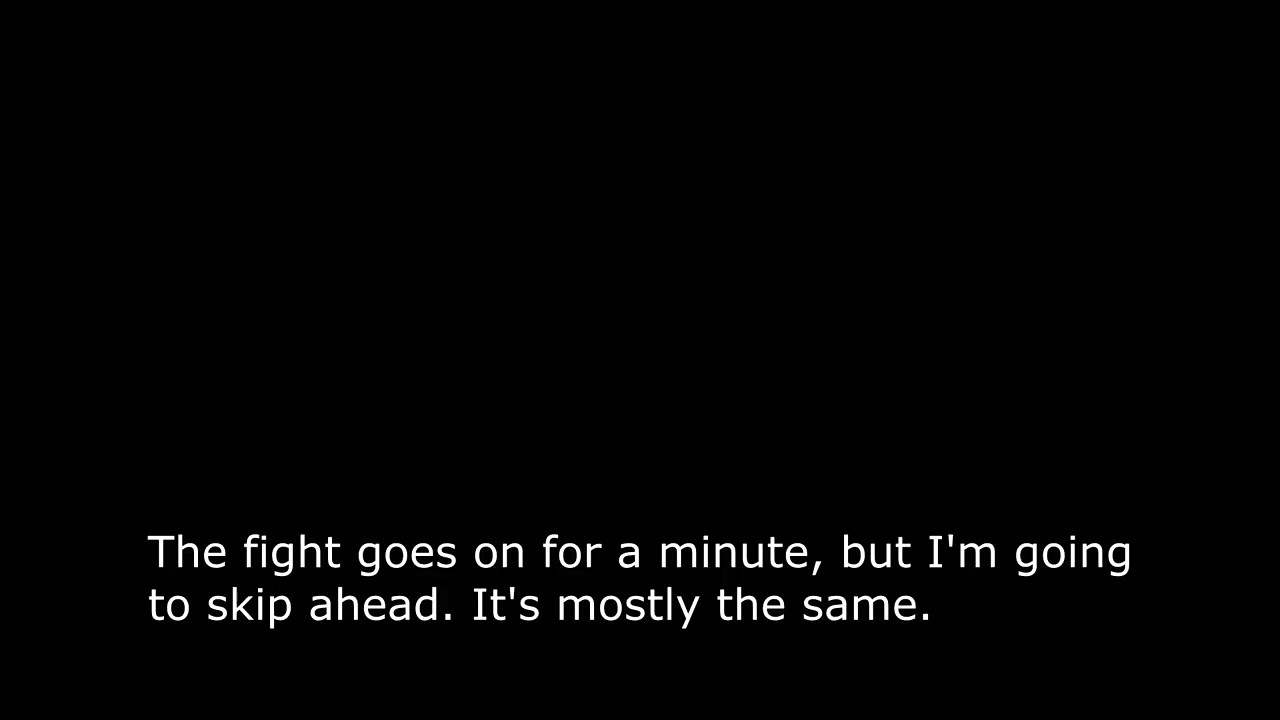 The fight goes on for a minute, but I'm going
to skip ahead. It's mostly the same.